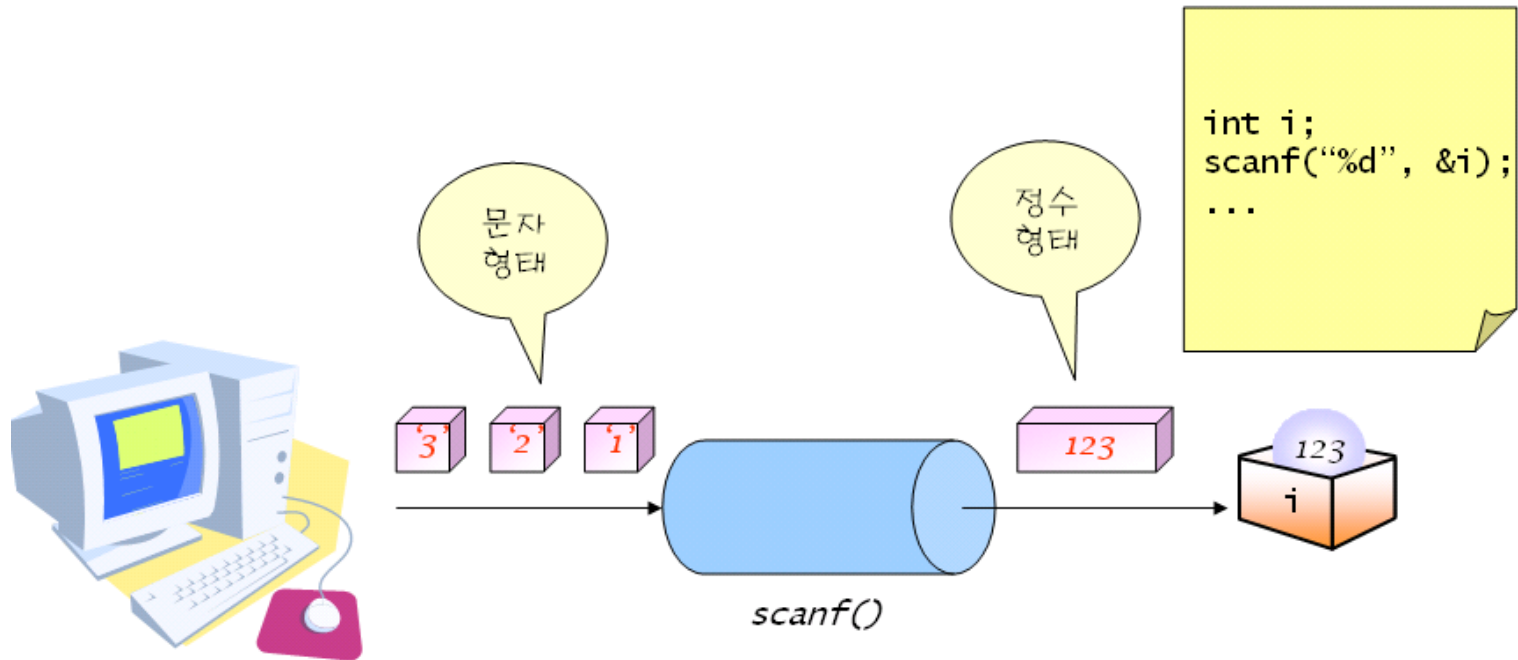 int i;
scanf(“%d”, &i);
...
문자
형태
정수
형태
‘3’ ‘2’ ‘1’
123
123
i
scanf()